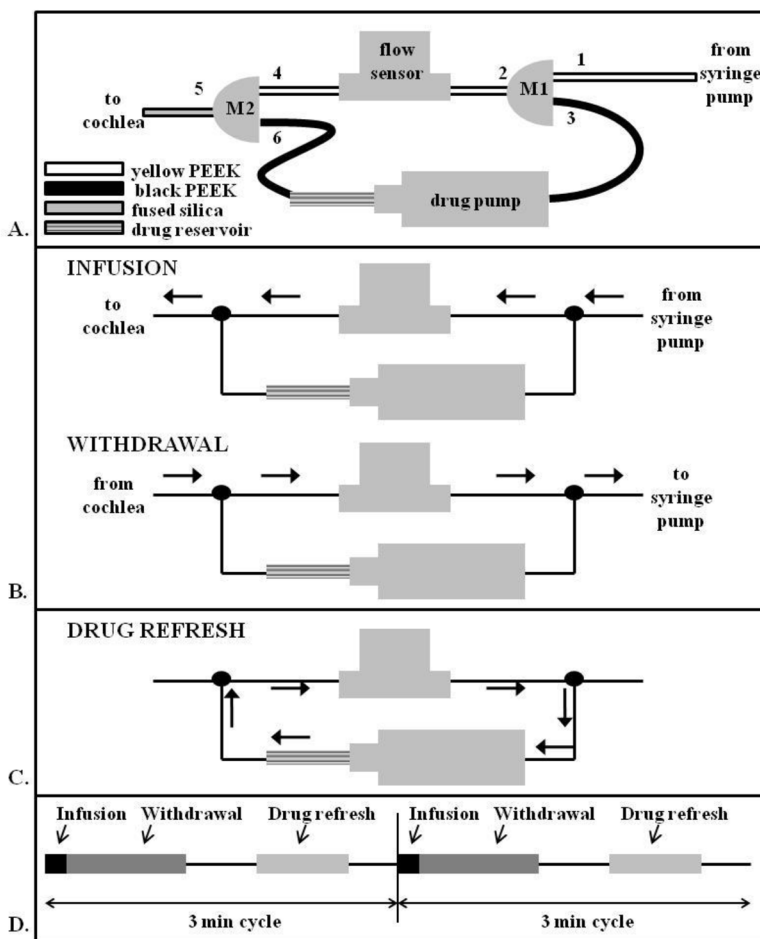 A.
flow
sensor
1
2
3
4
5
6
M1
M2
from
syringe
pump
to
cochlea
drug pump
yellow PEEK
black PEEK
fused silica
drug reservoir
B.
INFUSION
to
cochlea
from
syringe
pump
WITHDRAWAL
from
cochlea
to
syringe
pump
C.
DRUG REFRESH
D.
Infusion Withdrawal Drug refresh Infusion Withdrawal Drug refresh
3 min cycle 3 min cycle